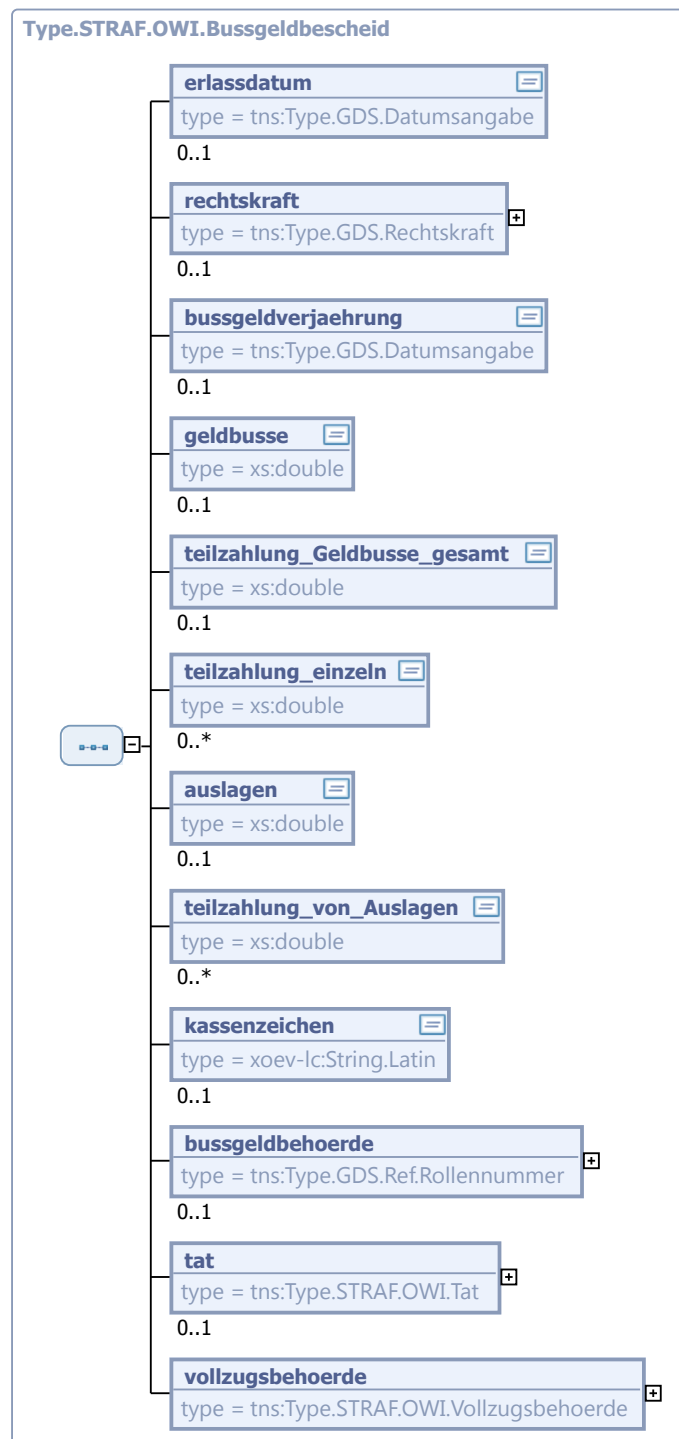 Type.STRAF.OWI.Bussgeldbescheid
erlassdatum
type = tns:Type.GDS.Datumsangabe
0..1
rechtskraft
type = tns:Type.GDS.Rechtskraft
0..1
bussgeldverjaehrung
type = tns:Type.GDS.Datumsangabe
0..1
geldbusse
type = xs:double
0..1
teilzahlung_Geldbusse_gesamt
type = xs:double
0..1
teilzahlung_einzeln
type = xs:double
0..*
auslagen
type = xs:double
0..1
teilzahlung_von_Auslagen
type = xs:double
0..*
kassenzeichen
type = xoev-lc:String.Latin
0..1
bussgeldbehoerde
type = tns:Type.GDS.Ref.Rollennummer
0..1
tat
type = tns:Type.STRAF.OWI.Tat
0..1
vollzugsbehoerde
type = tns:Type.STRAF.OWI.Vollzugsbehoerde